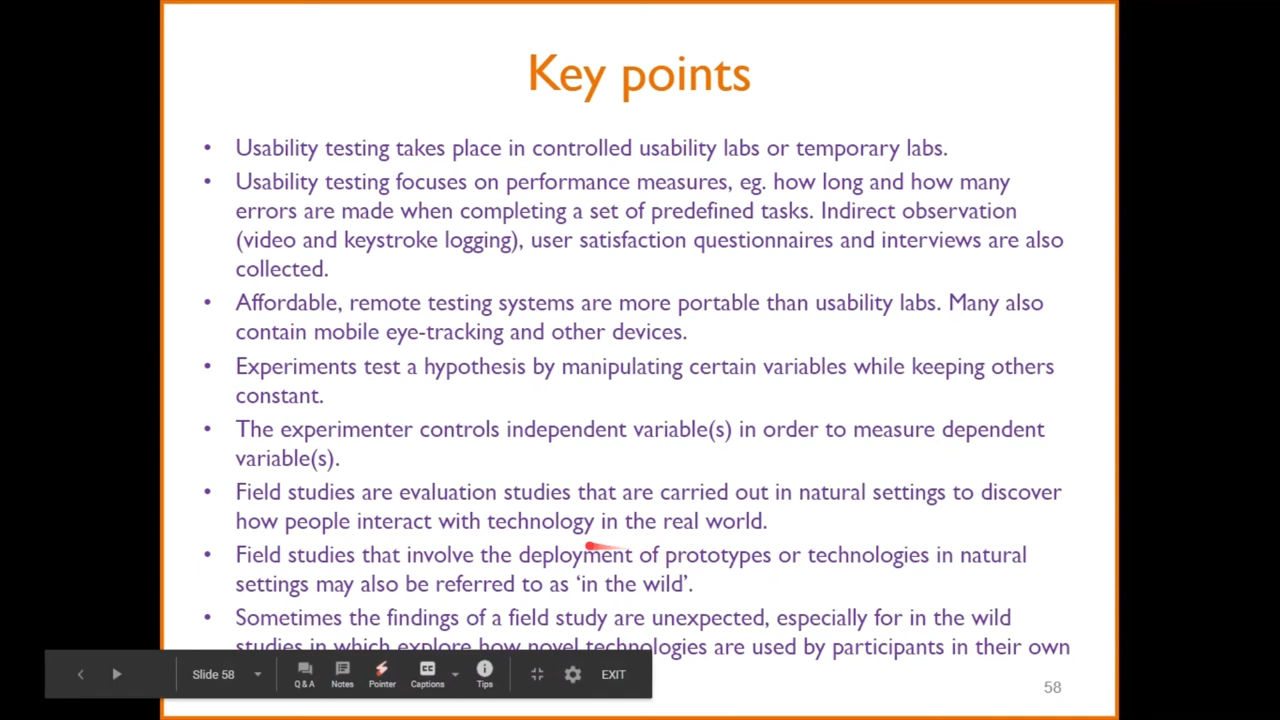 Key points
• Usability testing takes place in controlled usability labs or temporary labs.
• Usability testing focuses on performance measures, eg. how long and how many
errors are made when completing a set of predefined tasks. Indirect observation
(video and keystroke logging), user satisfaction questionnaires and interviews are also
collected.
• Affordable, remote testing systems are more portable than usability labs. Many also
contain mobile eye-tracking and other devices.
• Experiments test a hypothesis by manipulating certain variables while keeping others
constant.
• The experimenter controls independent variable(s) in order to measure dependent
variable(s).
• Field studies are evaluation studies that are carried out in natural settings to discover
how people interact with technology in the real world.
• Field studies that involve the deployment of prototypes or technologies in natural
settings may also be referred to as ‘in the wild’.
• Sometimes the findings of a field study are unexpected, especially for in the wild
studies in which explore how novel technologies are used by participants in their own
Slide 58
Q & A
Notes
Pointer
Captions
Tips
EXIT
58